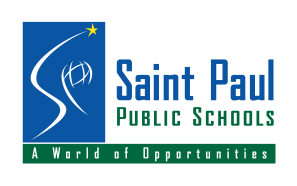 Saint Paul
PUBLIC SCHOOLS
A World of Opportunities